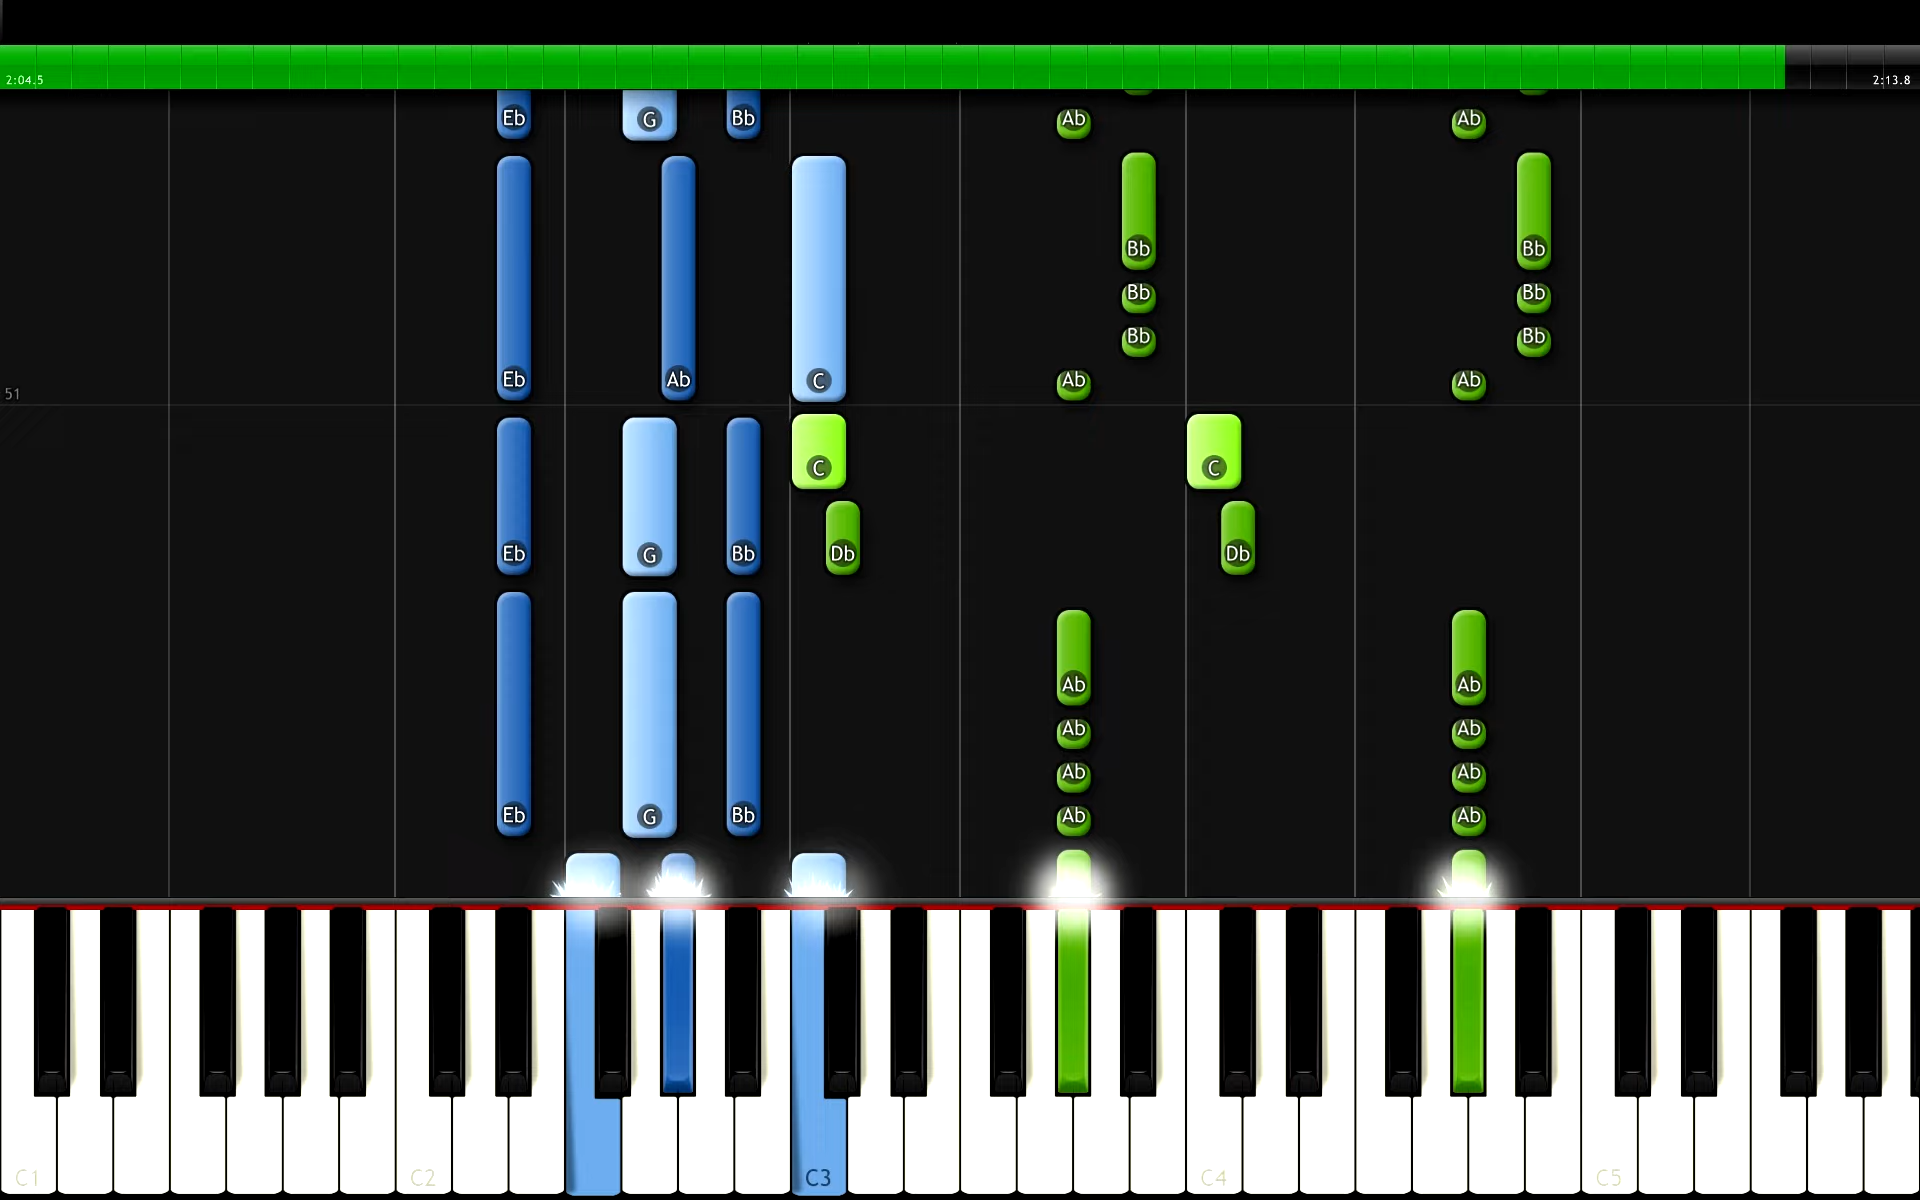 2:04.5 2:13.8
Eb G Bb Ab Ab
Bb Bb
Bb Bb
Bb Bb
Eb Ab C Ab Ab
51
C C
Eb G Bb Db Db
Ab Ab
Ab Ab
Ab Ab
Eb G Bb Ab Ab
C1 C2 C3 C4 C5